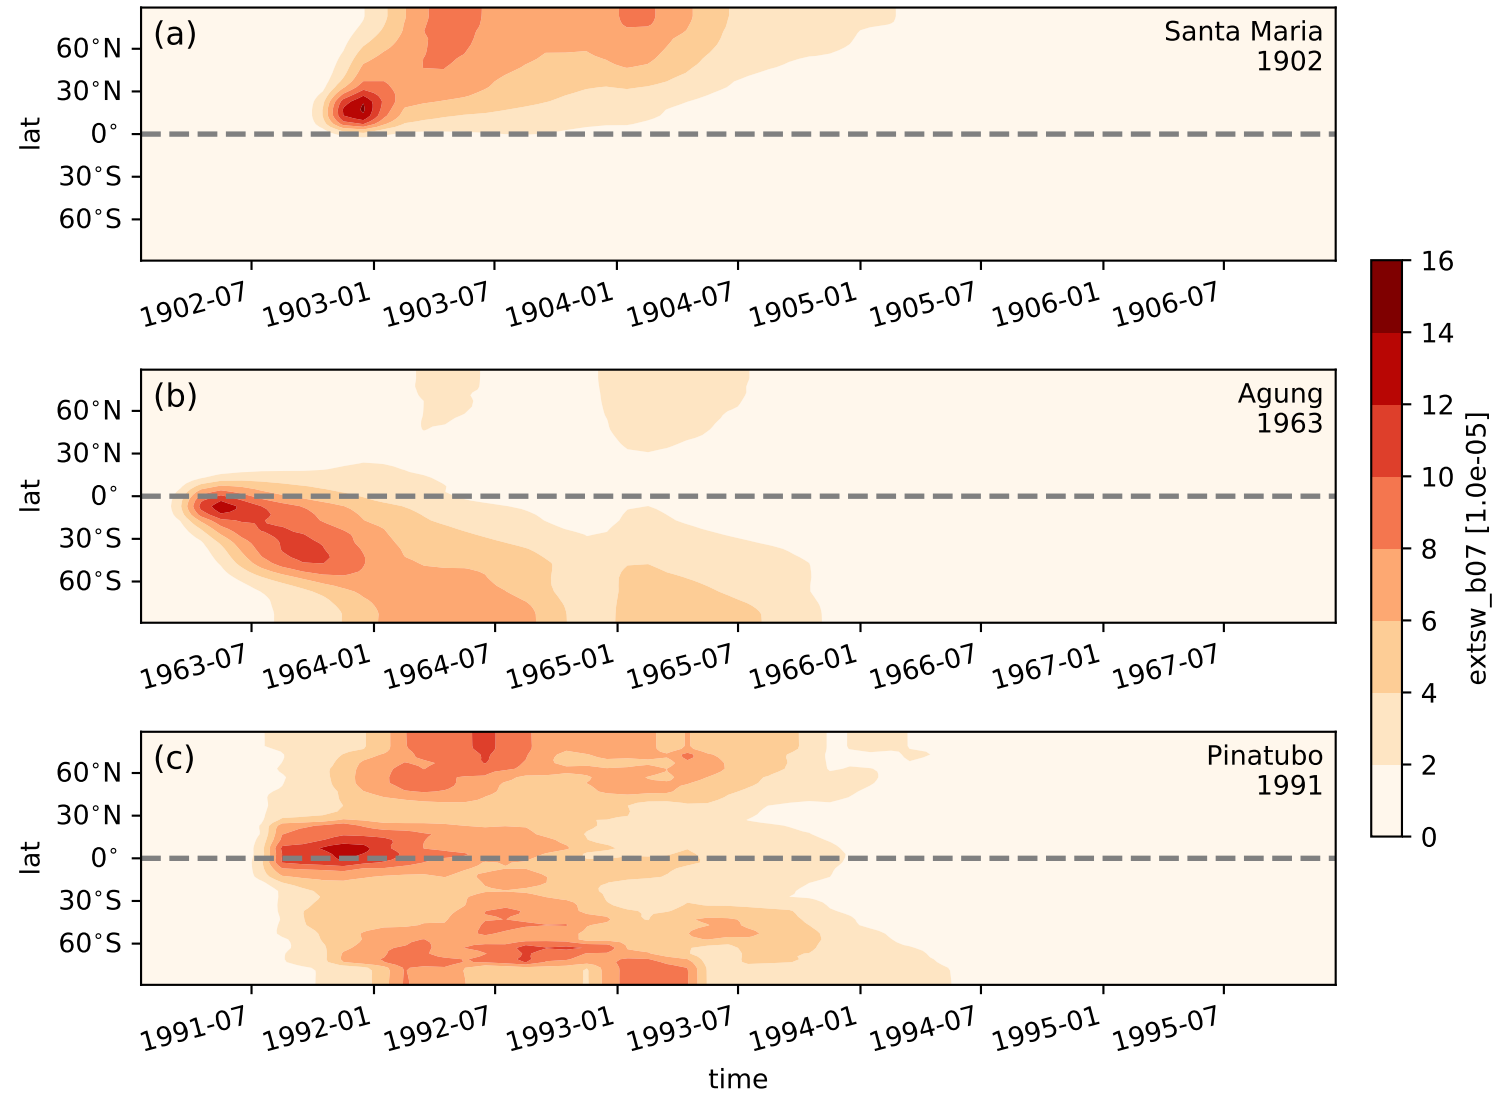 (a)
Santa Maria
1902
60°N
30°N
0°
30°S
60°S
lat
1902-07
1903-01
1903-07
1904-01
1904-07
1905-01
1905-07
1906-01
1906-07
(b)
Agung
1963
60°N
30°N
0°
30°S
60°S
lat
1963-07
1964-01
1964-07
1965-01
1965-07
1966-01
1966-07
1967-01
1967-07
(c)
Pinatubo
1991
60°N
30°N
0°
30°S
60°S
lat
1991-07
1992-01
1992-07
1993-01
1993-07
1994-01
1994-07
1995-01
1995-07
time
16
14
12
10
8
6
4
2
0
extsw_b07 [1.0e-05]